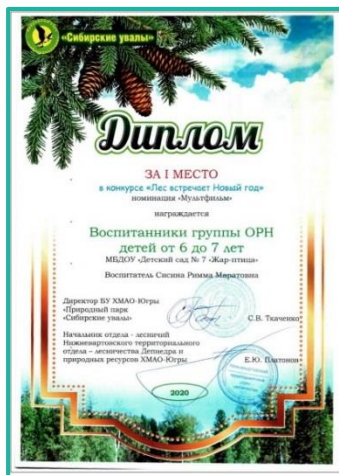 «Сибирские увалы»
Диплом
ЗА I МЕСТО
в конкурсе «Лес встречает Новый год»
номинация «Мультфильм»
награждается
Воспитанники группы ОРН
детей от 6 до 7 лет
МБДОУ «Детский сад № 7 «Жар-птица»
Воспитатель Сисина Римма Маратовна
Директор БУ ХМАО-Югры
«Природный парк
«Сибирские увалы»
С.В. Ткаченко
Начальник отдела - лесничий
Нижневартовского территориального
отдела – лесничества Депнедра и
природных ресурсов ХМАО-Югры
Е.Ю. Платонов
2020